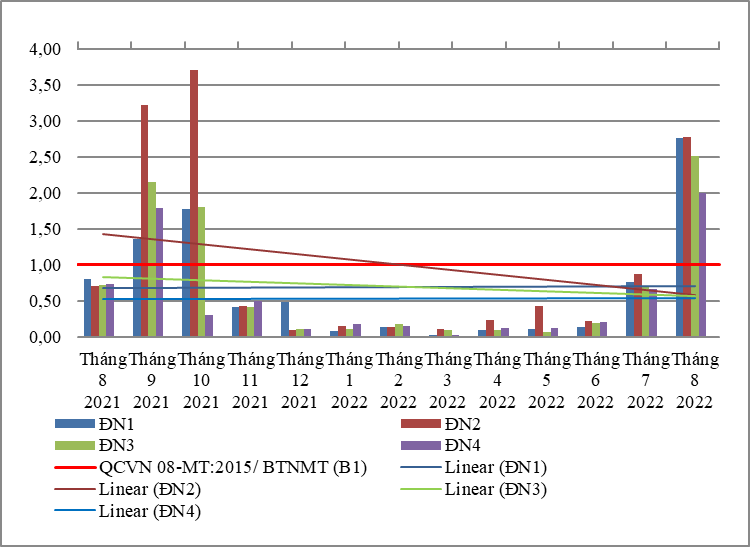 4,00
3,50
3,00
2,50
2,00
1,50
1,00
0,50
0,00
Tháng Tháng Tháng Tháng Tháng Tháng Tháng Tháng Tháng Tháng Tháng Tháng Tháng
8 9 10 11 12 1 2 3 4 5 6 7 8
2021 2021 2021 2021 2021 2022 2022 2022 2022 2022 2022 2022 2022
ĐN1 ĐN2
ĐN3 ĐN4
QCVN 08-MT:2015/ BTNMT (B1) Linear (ĐN1)
Linear (ĐN2) Linear (ĐN3)
Linear (ĐN4)